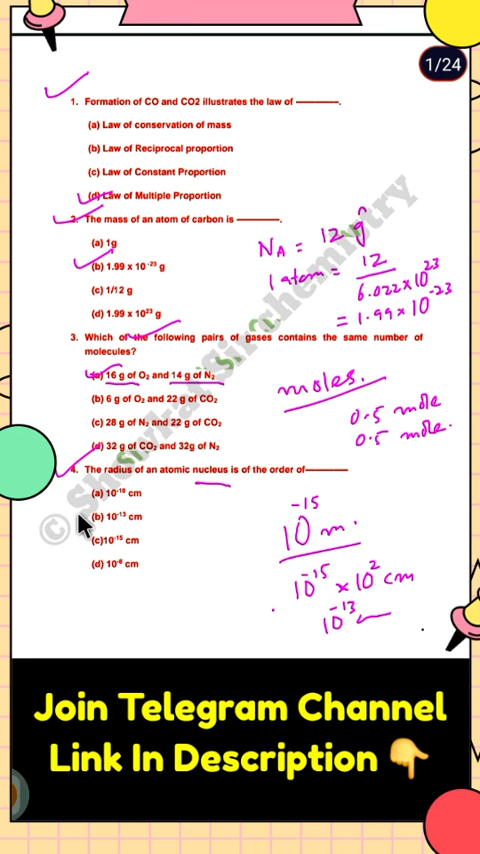 1/24
1. Formation of CO and CO2 illustrates the law of ————.
(a) Law of conservation of mass
(b) Law of Reciprocal proportion
(c) Law of Constant Proportion
(d) Law of Multiple Proportion
2. The mass of an atom of carbon is ————.
(a) 1g
(b) 1.99 x 10⁻²³ g
(c) 1/12 g
(d) 1.99 x 10²³ g
N_A = 12 g
1 atom = 12 / 6.022 × 10²³
= 1.99 × 10⁻²³
3. Which of the following pairs of gases contains the same number of
molecules?
(a) 16 g of O₂ and 14 g of N₂
(b) 6 g of O₂ and 22 g of CO₂
(c) 28 g of N₂ and 22 g of CO₂
(d) 32 g of CO₂ and 32g of N₂
moles.
0.5 mole
0.5 mole.
4. The radius of an atomic nucleus is of the order of————
(a) 10⁻¹⁰ cm
(b) 10⁻¹³ cm
(c)10⁻¹⁵ cm
(d) 10⁻⁸ cm
10⁻¹⁵ m.
10⁻¹⁵ × 10² cm
10⁻¹³
Join Telegram Channel
Link In Description 👇